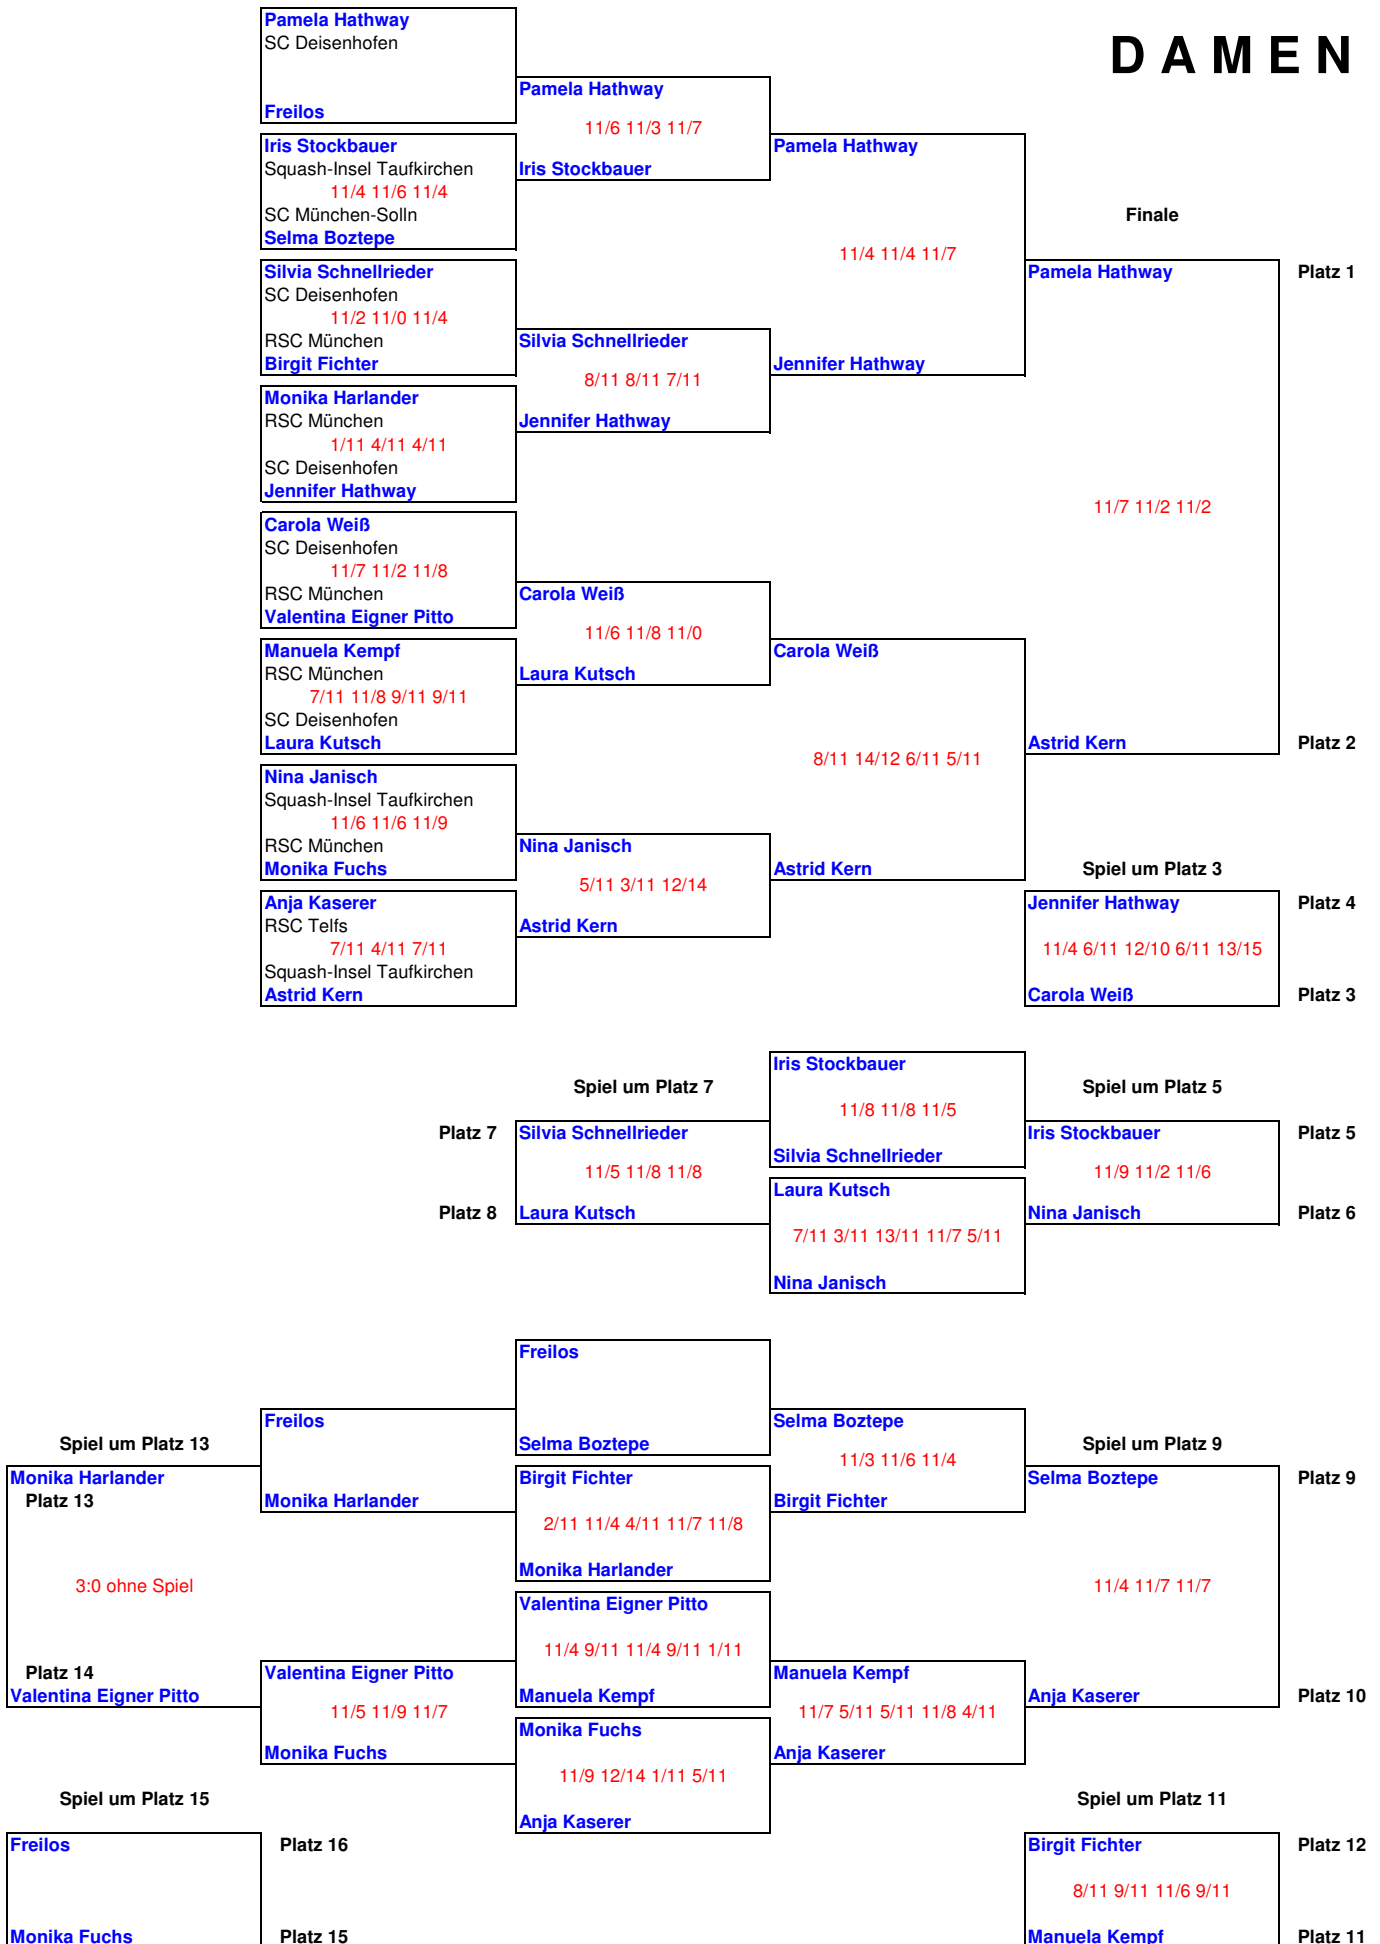 DAMEN
Pamela Hathway
SC Deisenhofen
Freilos
Iris Stockbauer
Squash-Insel Taufkirchen
11/4 11/6 11/4
SC München-Solln
Selma Boztepe
Silvia Schnellrieder
SC Deisenhofen
11/2 11/0 11/4
RSC München
Birgit Fichter
Monika Harlander
RSC München
1/11 4/11 4/11
SC Deisenhofen
Jennifer Hathway
Carola Weiß
SC Deisenhofen
11/7 11/2 11/8
RSC München
Valentina Eigner Pitto
Manuela Kempf
RSC München
7/11 11/8 9/11 9/11
SC Deisenhofen
Laura Kutsch
Nina Janisch
Squash-Insel Taufkirchen
11/6 11/6 11/9
RSC München
Monika Fuchs
Anja Kaserer
RSC Telfs
7/11 4/11 7/11
Squash-Insel Taufkirchen
Astrid Kern
Pamela Hathway
11/6 11/3 11/7
Iris Stockbauer
Silvia Schnellrieder
8/11 8/11 7/11
Jennifer Hathway
Carola Weiß
11/6 11/8 11/0
Laura Kutsch
Nina Janisch
5/11 3/11 12/14
Astrid Kern
Pamela Hathway
11/4 11/4 11/7
Jennifer Hathway
Carola Weiß
8/11 14/12 6/11 5/11
Astrid Kern
Finale
Pamela Hathway
Platz 1
11/7 11/2 11/2
Astrid Kern
Platz 2
Spiel um Platz 3
Jennifer Hathway
Platz 4
11/4 6/11 12/10 6/11 13/15
Carola Weiß
Platz 3
Iris Stockbauer
11/8 11/8 11/5
Silvia Schnellrieder
Laura Kutsch
7/11 3/11 13/11 11/7 5/11
Nina Janisch
Spiel um Platz 7
Platz 7
Silvia Schnellrieder
11/5 11/8 11/8
Platz 8
Laura Kutsch
Spiel um Platz 5
Iris Stockbauer
Platz 5
11/9 11/2 11/6
Nina Janisch
Platz 6
Freilos
Selma Boztepe
Birgit Fichter
2/11 11/4 4/11 11/7 11/8
Monika Harlander
Valentina Eigner Pitto
11/4 9/11 11/4 9/11 1/11
Manuela Kempf
Monika Fuchs
11/9 12/14 1/11 5/11
Anja Kaserer
Freilos
Monika Harlander
Valentina Eigner Pitto
11/5 11/9 11/7
Monika Fuchs
Spiel um Platz 13
Monika Harlander
Platz 13
3:0 ohne Spiel
Platz 14
Valentina Eigner Pitto
Spiel um Platz 15
Freilos
Platz 16
Monika Fuchs
Platz 15
Selma Boztepe
11/3 11/6 11/4
Birgit Fichter
Manuela Kempf
11/7 5/11 5/11 11/8 4/11
Anja Kaserer
Spiel um Platz 9
Selma Boztepe
Platz 9
11/4 11/7 11/7
Anja Kaserer
Platz 10
Spiel um Platz 11
Birgit Fichter
Platz 12
8/11 9/11 11/6 9/11
Manuela Kempf
Platz 11